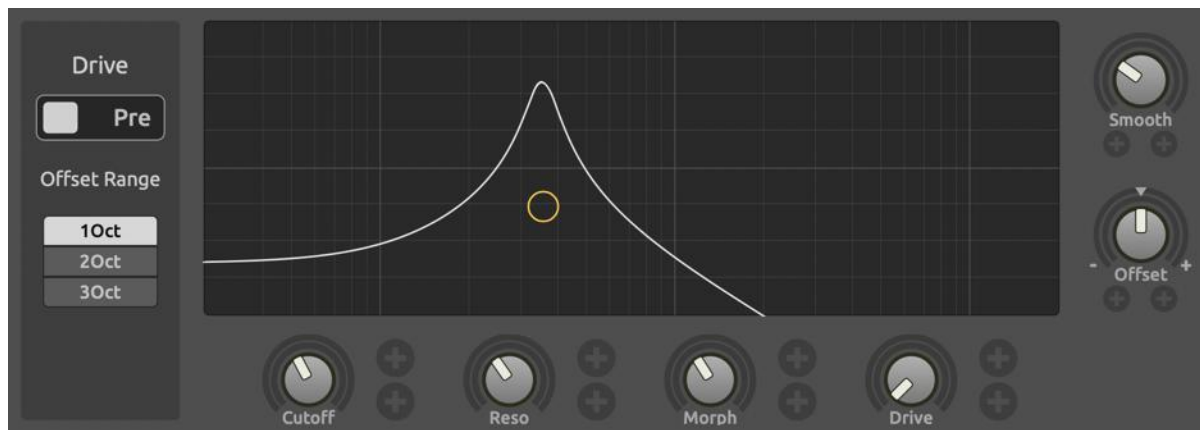 Drive
Pre
Offset Range
1Oct
2Oct
3Oct
Smooth
- Offset +
Cutoff
Reso
Morph
Drive